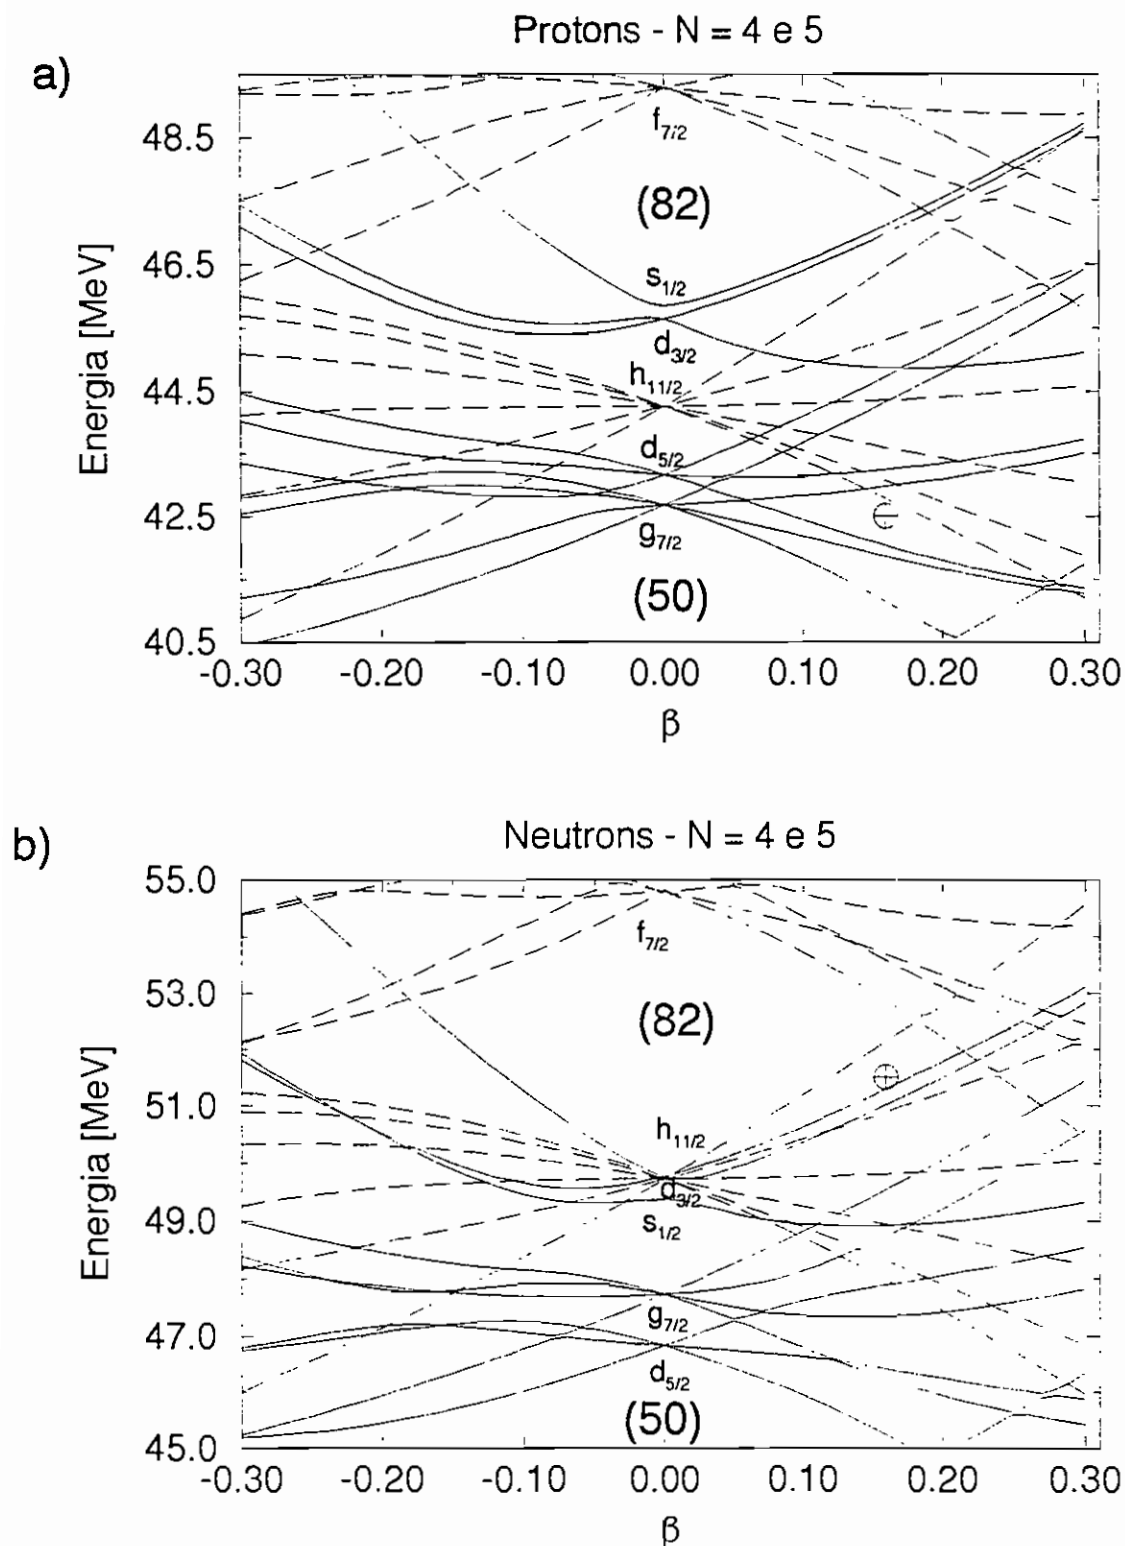 a)
Protons - N = 4 e 5
Energia [MeV]
48.5
46.5
44.5
42.5
40.5
f7/2
(82)
s1/2
d3/2
h11/2
d5/2
g7/2
(50)
-0.30 -0.20 -0.10 0.00 0.10 0.20 0.30
β
b)
Neutrons - N = 4 e 5
Energia [MeV]
55.0
53.0
51.0
49.0
47.0
45.0
f7/2
(82)
h11/2
d3/2
s1/2
g7/2
d5/2
(50)
-0.30 -0.20 -0.10 0.00 0.10 0.20 0.30
β